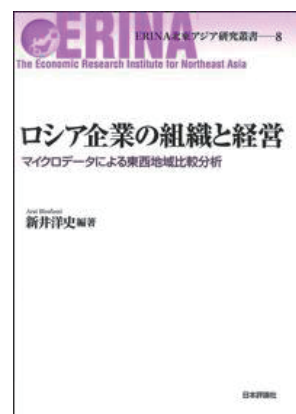 ERINA
ERINA北東アジア研究叢書―8
The Economic Research Institute for Northeast Asia
ロシア企業の組織と経営
マイクロデータによる東西地域比較分析
Arai Hirofumi
新井洋史編著
日本評論社